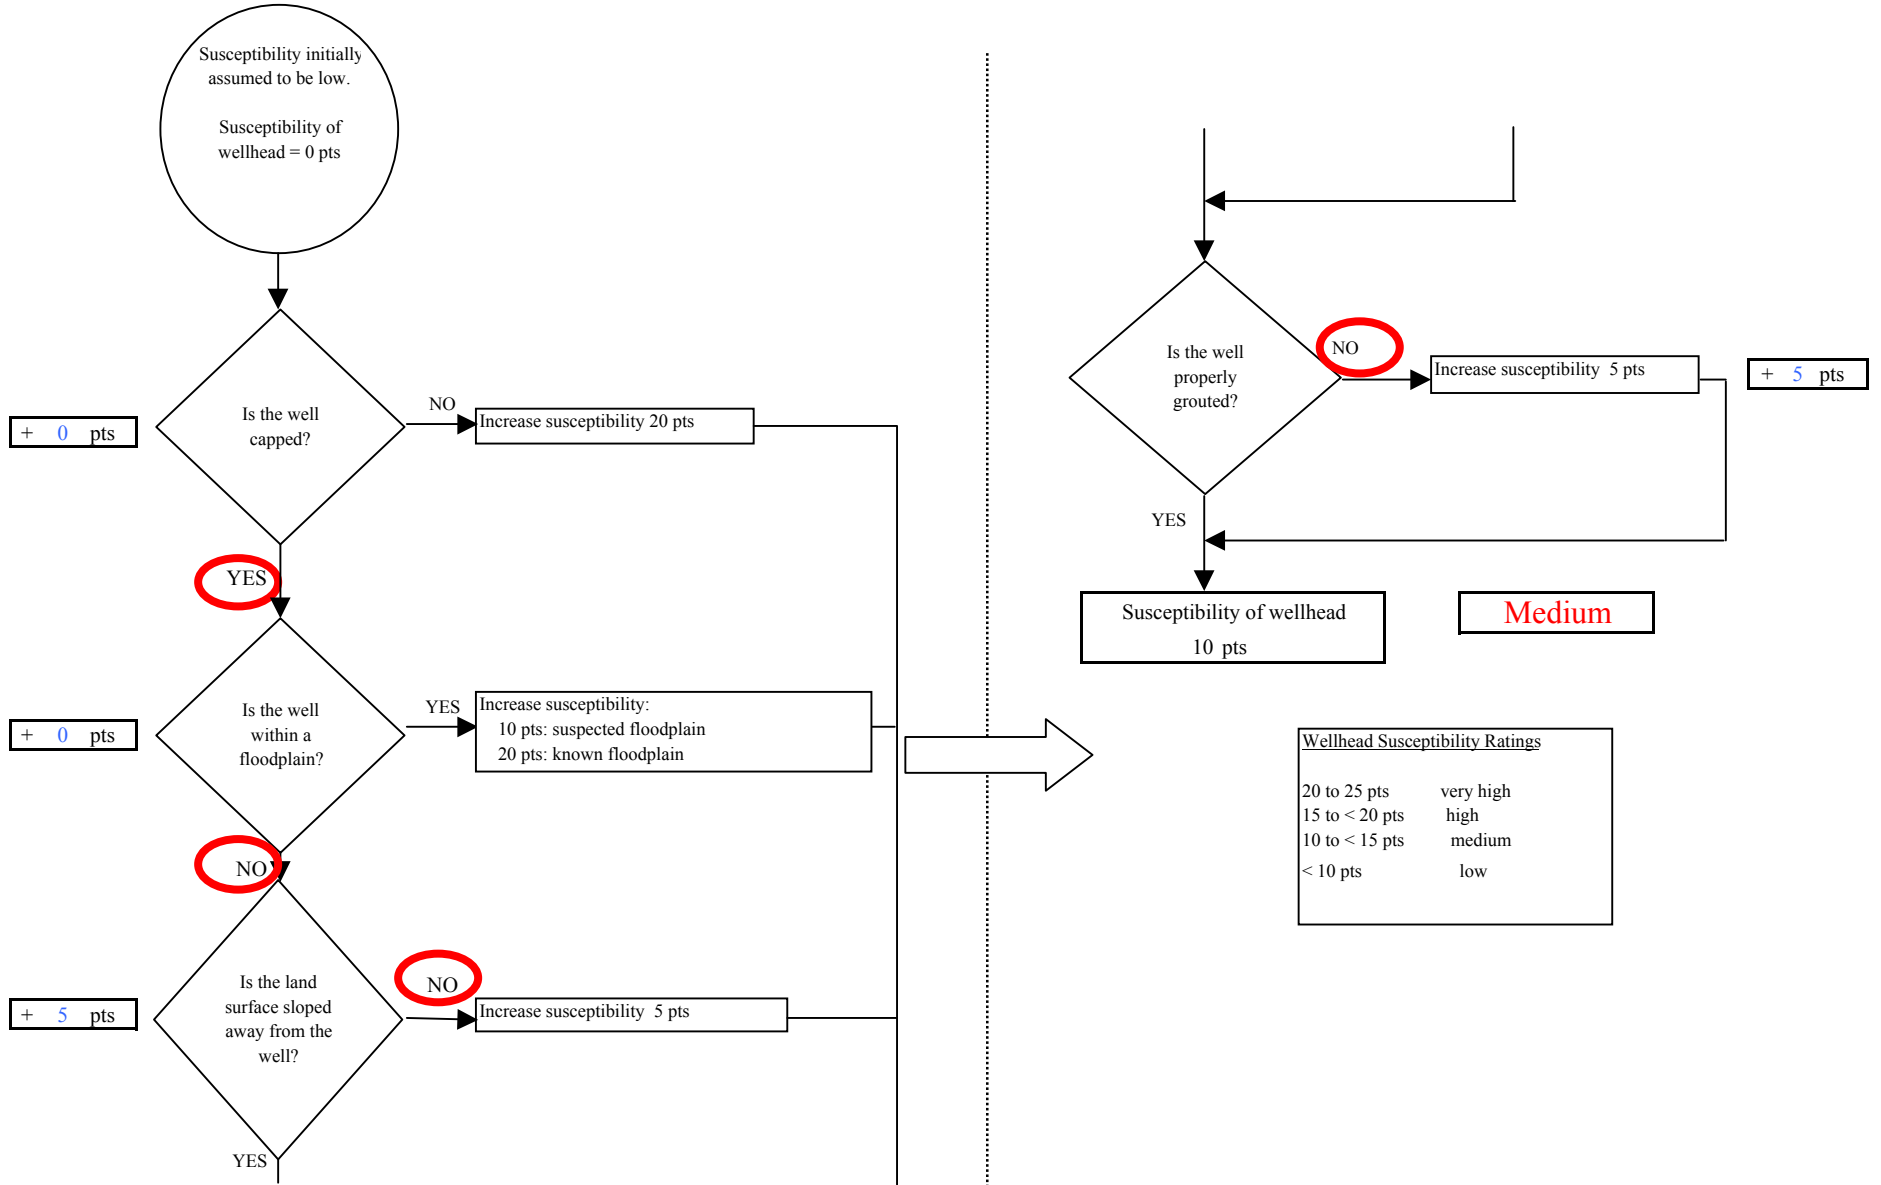 Susceptibility initially
assumed to be low.
Susceptibility of
wellhead = 0 pts
Is the well
capped?
NO
Increase susceptibility 20 pts
+ 0 pts
YES
Is the well
within a
floodplain?
YES
Increase susceptibility:
10 pts: suspected floodplain
20 pts: known floodplain
+ 0 pts
NO
Is the land
surface sloped
away from the
well?
NO
Increase susceptibility 5 pts
+ 5 pts
YES
Is the well
properly
grouted?
NO
Increase susceptibility 5 pts
+ 5 pts
YES
Susceptibility of wellhead
10 pts
Medium
Wellhead Susceptibility Ratings
20 to 25 pts very high
15 to < 20 pts high
10 to < 15 pts medium
< 10 pts low